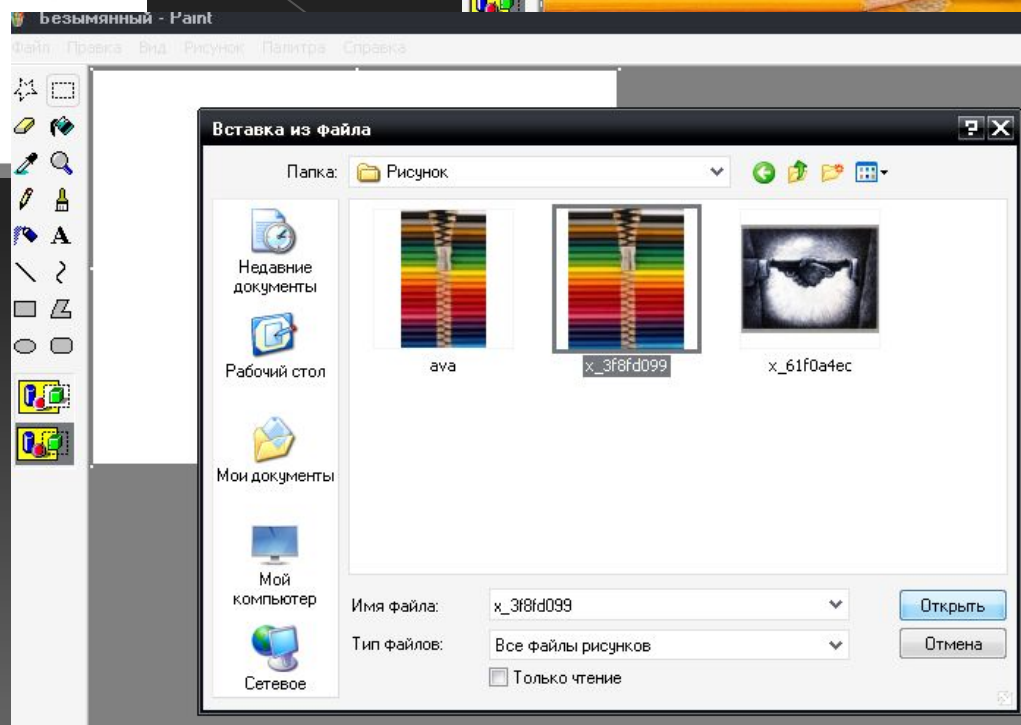 Безымянный - Paint
Файл Правка Вид Рисунок Палитра Справка
Вставка из файла
Папка: Рисунок
Недавние документы
Рабочий стол
Мои документы
Мой компьютер
Сетевое
ava
x_3f8fd099
x_61f0a4ec
Имя файла: x_3f8fd099
Открыть
Тип файлов: Все файлы рисунков
Отмена
Только чтение
A